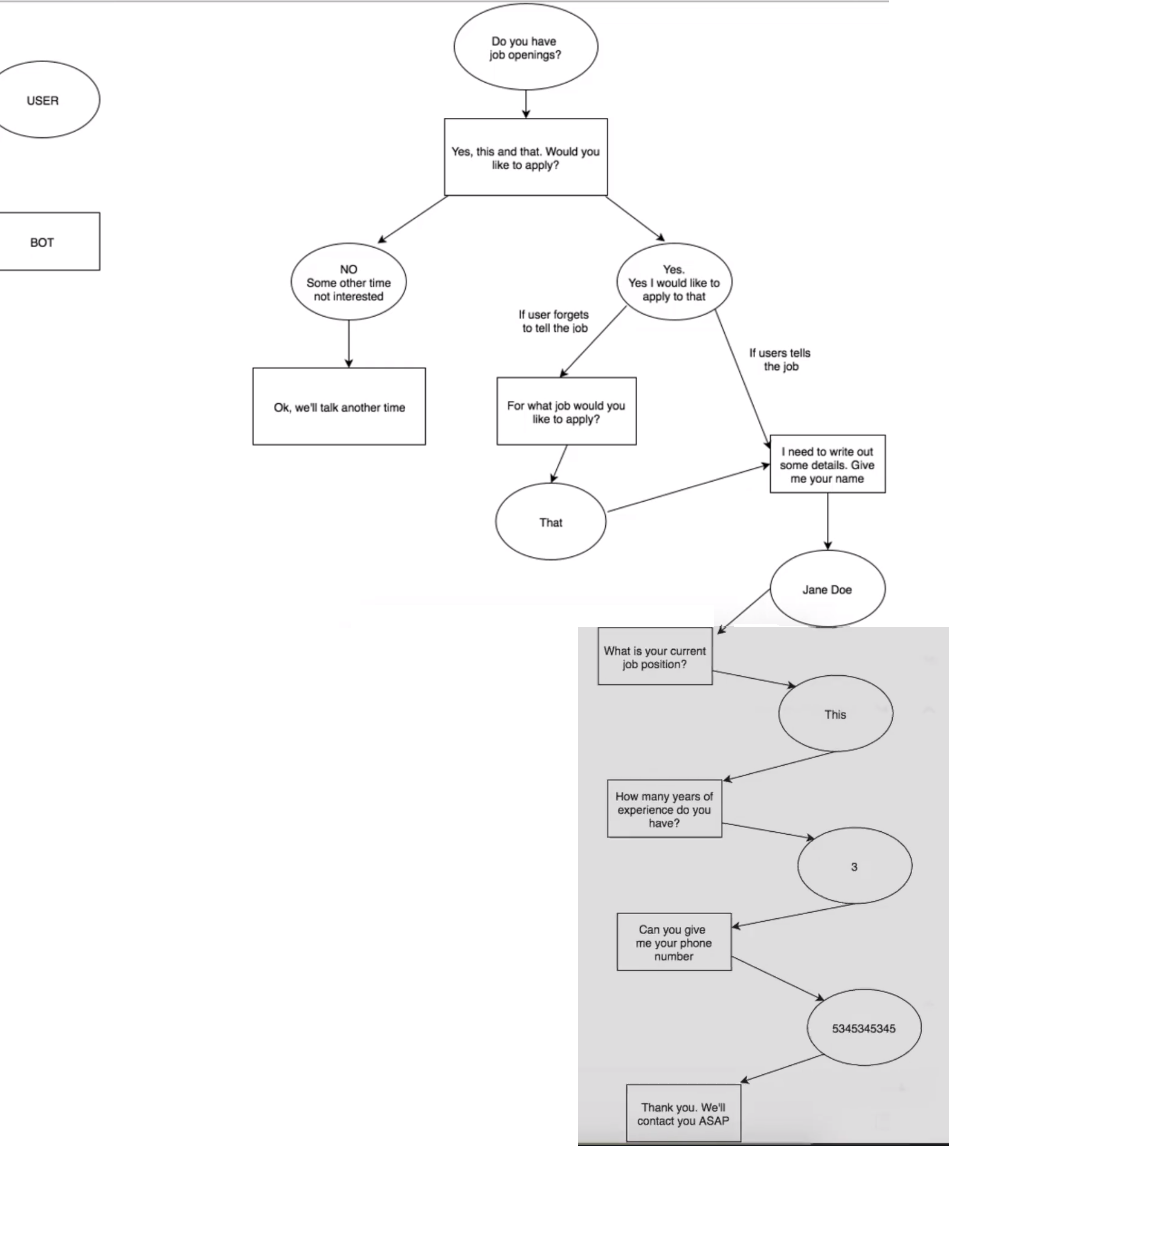 Do you have
job openings?
USER
Yes, this and that. Would you
like to apply?
BOT
NO
Some other time
not interested
Yes.
Yes I would like to
apply to that
If user forgets
to tell the job
If users tells
the job
Ok, we'll talk another time
For what job would you
like to apply?
I need to write out
some details. Give
me your name
That
Jane Doe
What is your current
job position?
This
How many years of
experience do you
have?
3
Can you give
me your phone
number
5345345345
Thank you. We'll
contact you ASAP